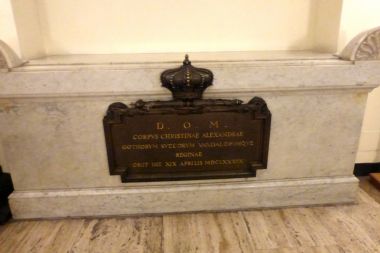 D. O. M.
CORPVS CHRISTINAE ALEXANDRAE
GOTHORVM SVECORVM VANDALORVMQVE
REGINAE
OBIIT DIE XIX APRILIS MDCLXXXIX